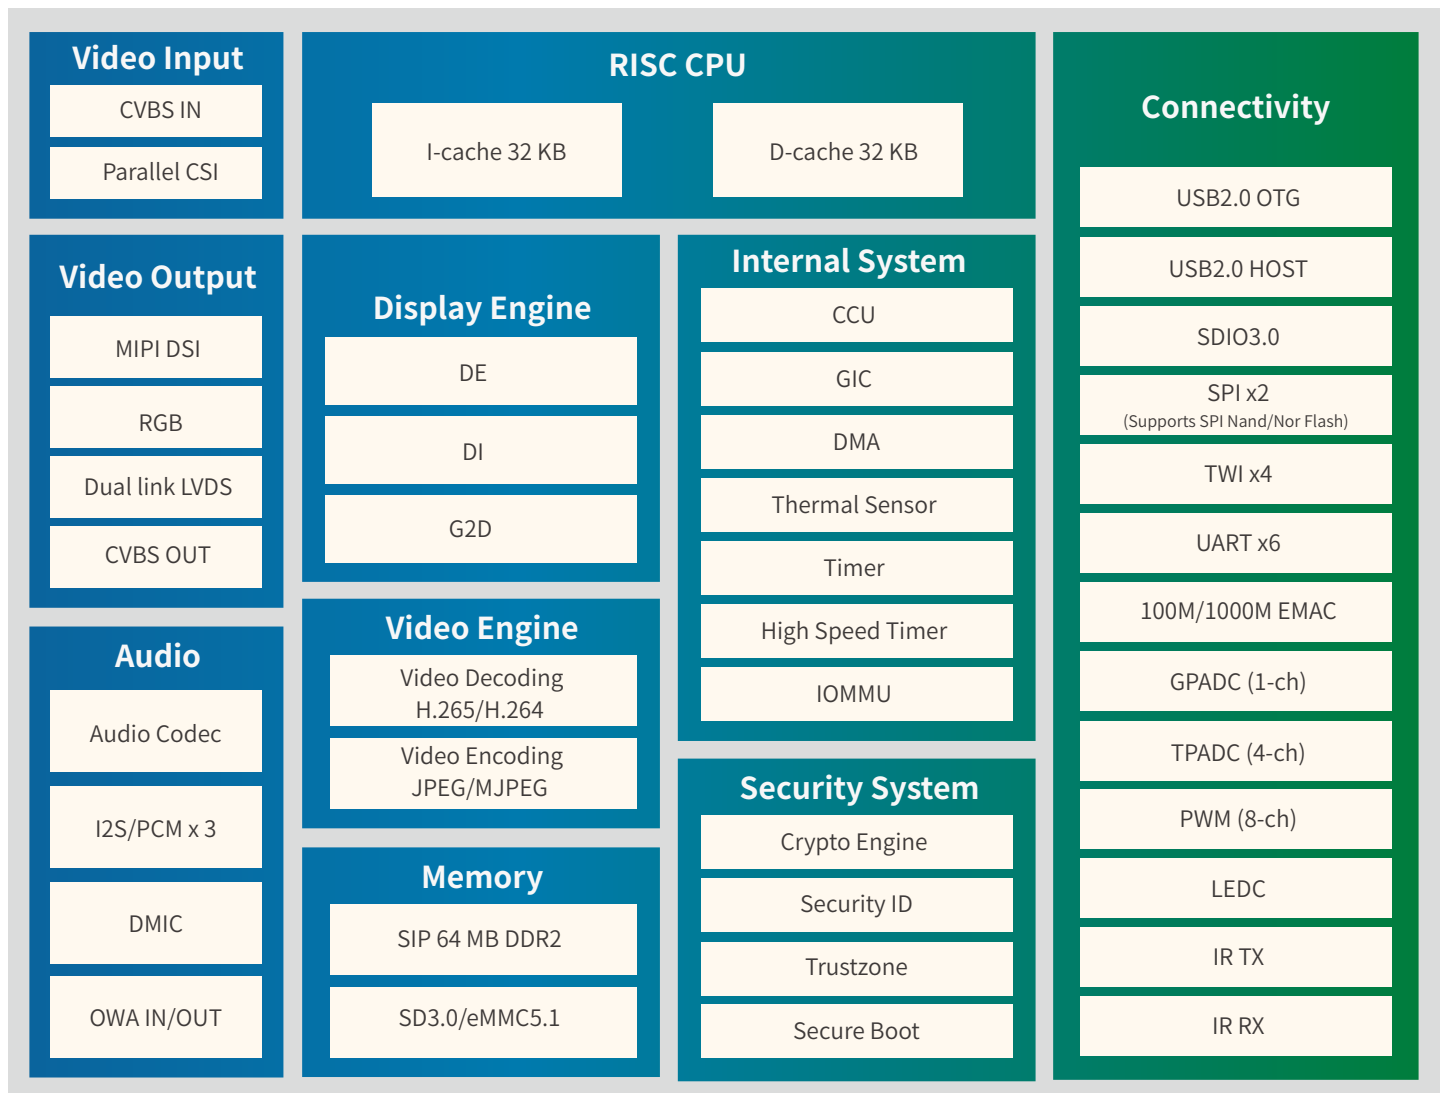 Video Input
CVBS IN
Parallel CSI
RISC CPU
I-cache 32 KB
D-cache 32 KB
Video Output
MIPI DSI
RGB
Dual link LVDS
CVBS OUT
Display Engine
DE
DI
G2D
Internal System
CCU
GIC
DMA
Thermal Sensor
Timer
High Speed Timer
IOMMU
Audio
Audio Codec
I2S/PCM x 3
DMIC
OWA IN/OUT
Video Engine
Video Decoding
H.265/H.264
Video Encoding
JPEG/MJPEG
Memory
SIP 64 MB DDR2
SD3.0/eMMC5.1
Security System
Crypto Engine
Security ID
Trustzone
Secure Boot
Connectivity
USB2.0 OTG
USB2.0 HOST
SDIO3.0
SPI x2
(Supports SPI Nand/Nor Flash)
TWI x4
UART x6
100M/1000M EMAC
GPADC (1-ch)
TPADC (4-ch)
PWM (8-ch)
LEDC
IR TX
IR RX